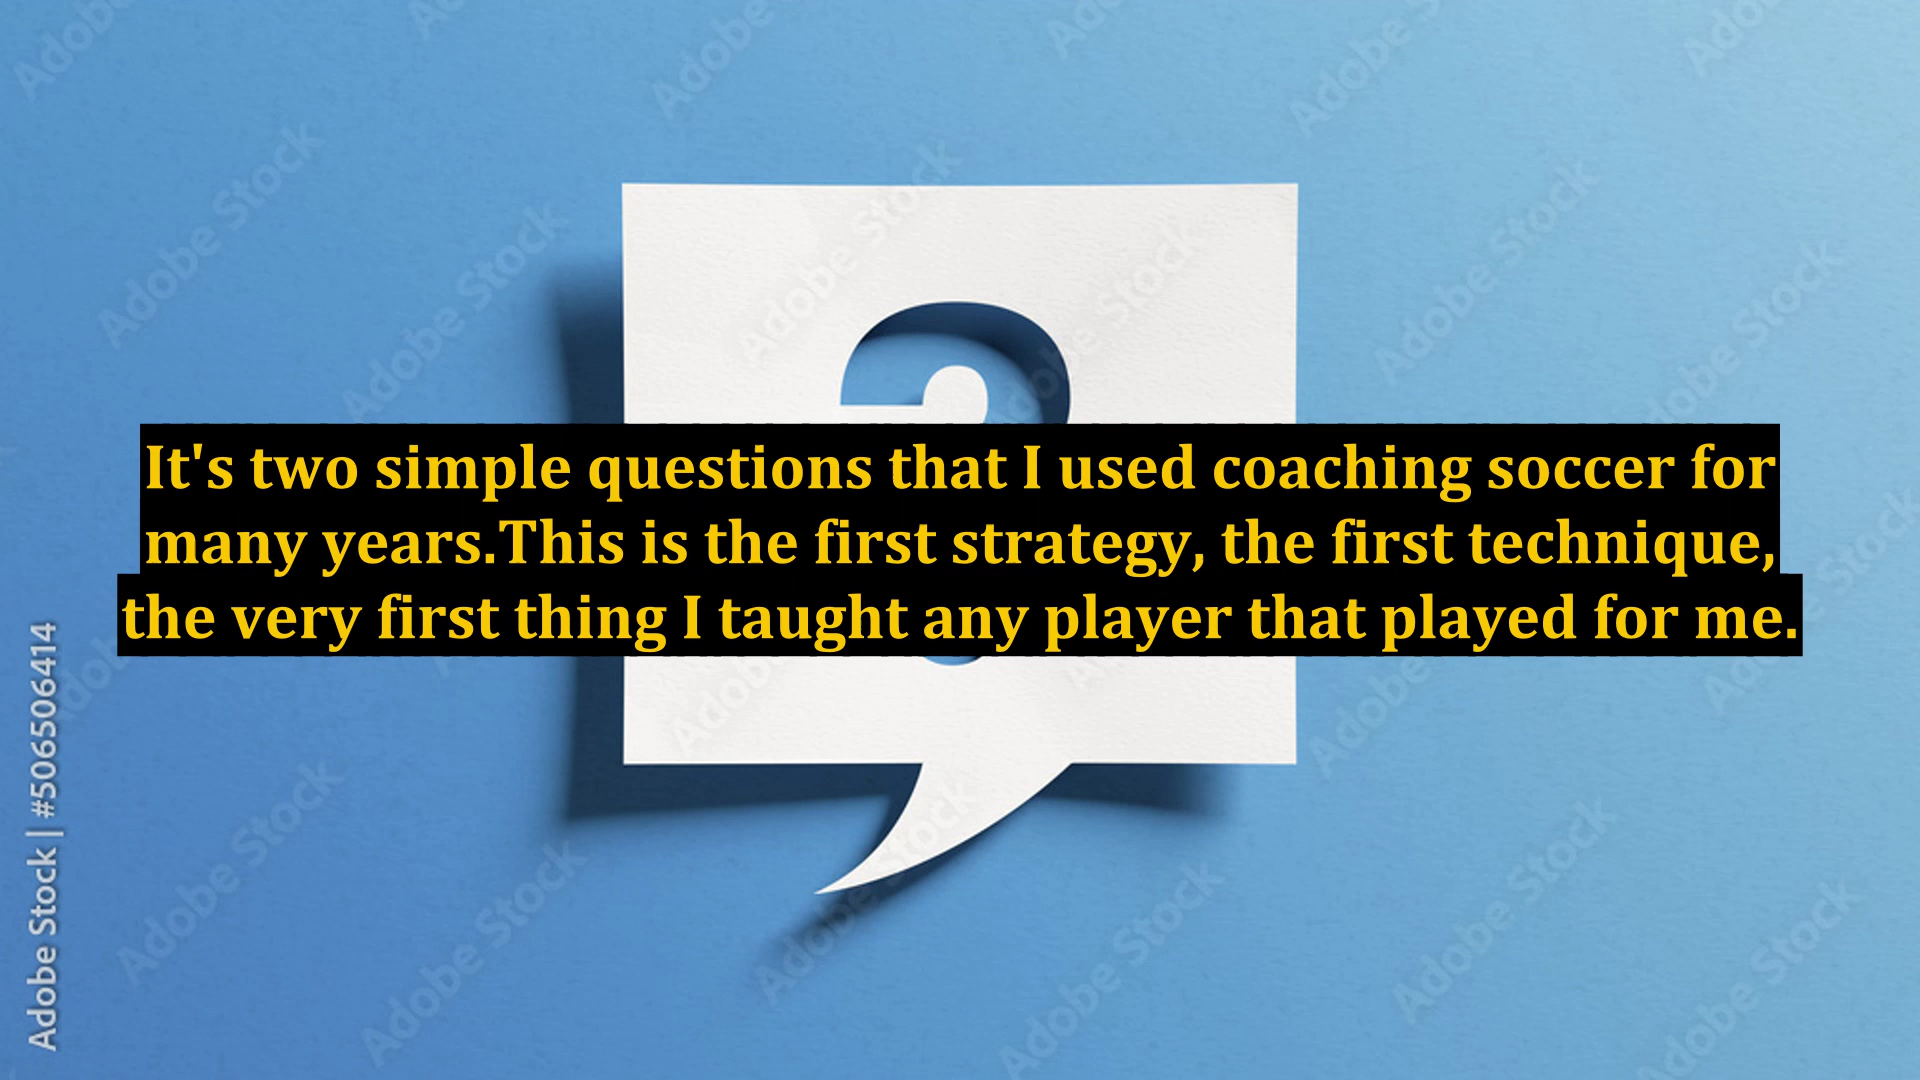 It's two simple questions that I used coaching soccer for
many years.This is the first strategy, the first technique,
the very first thing I taught any player that played for me.
Adobe Stock | #506506414